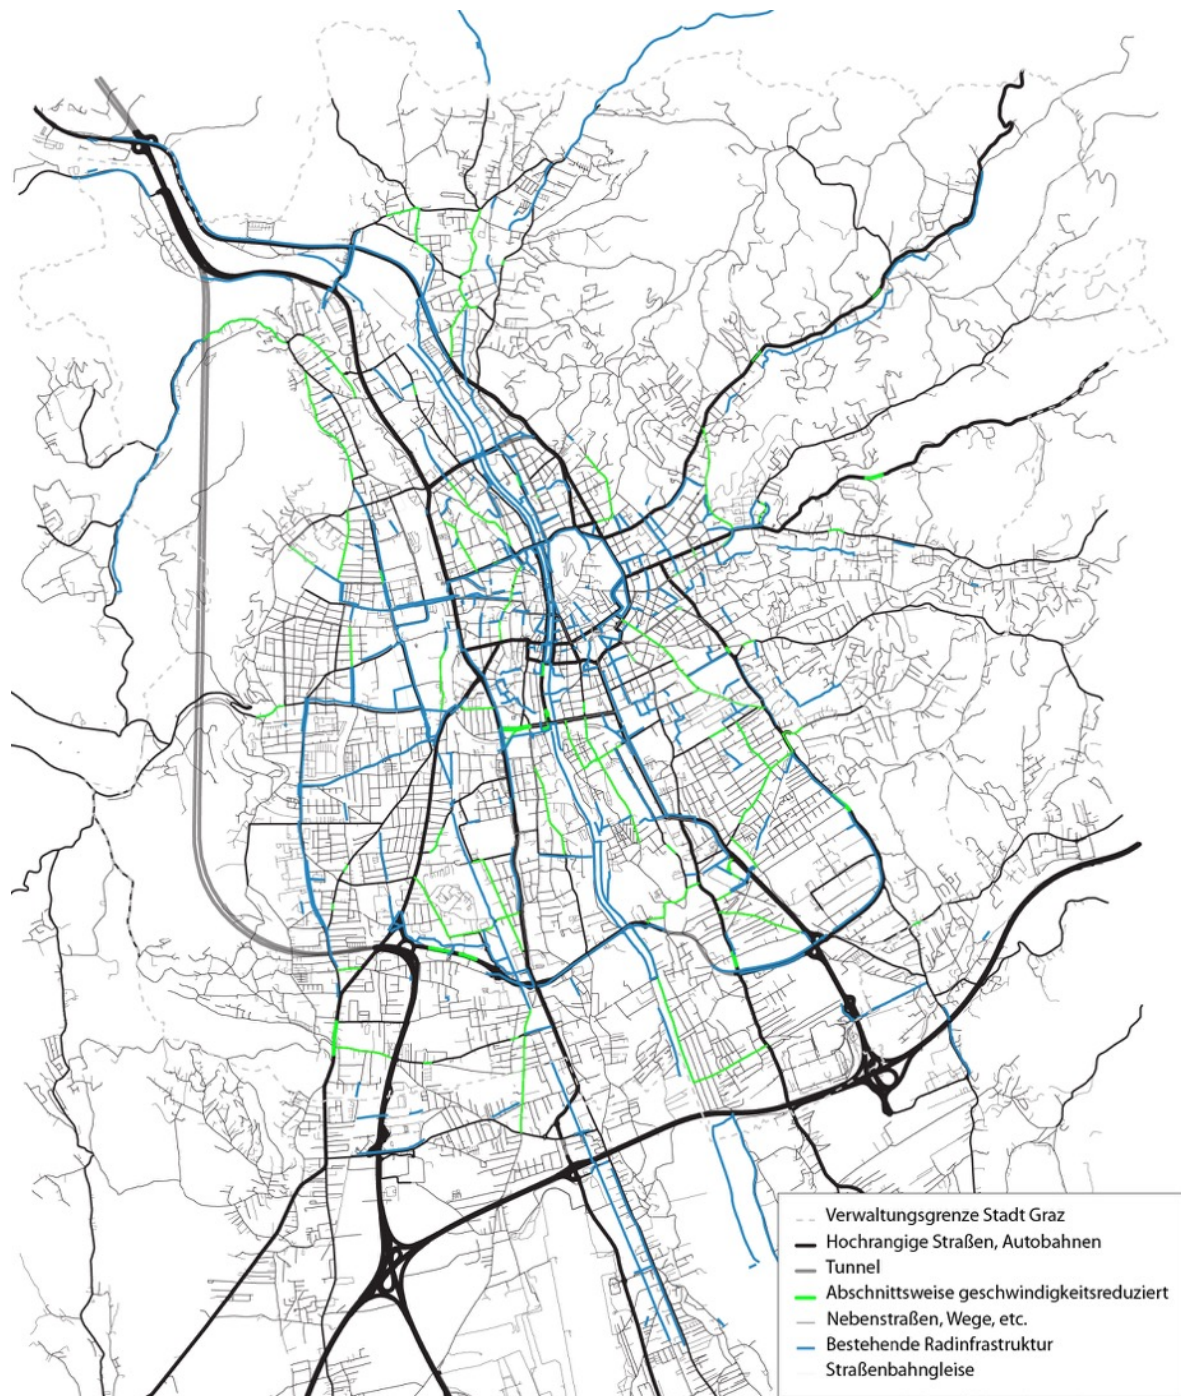 Verwaltungsgrenze Stadt Graz
Hochrangige Straßen, Autobahnen
Tunnel
Abschnittsweise geschwindigkeitsreduziert
Nebenstraßen, Wege, etc.
Bestehende Radinfrastruktur
Straßenbahngleise